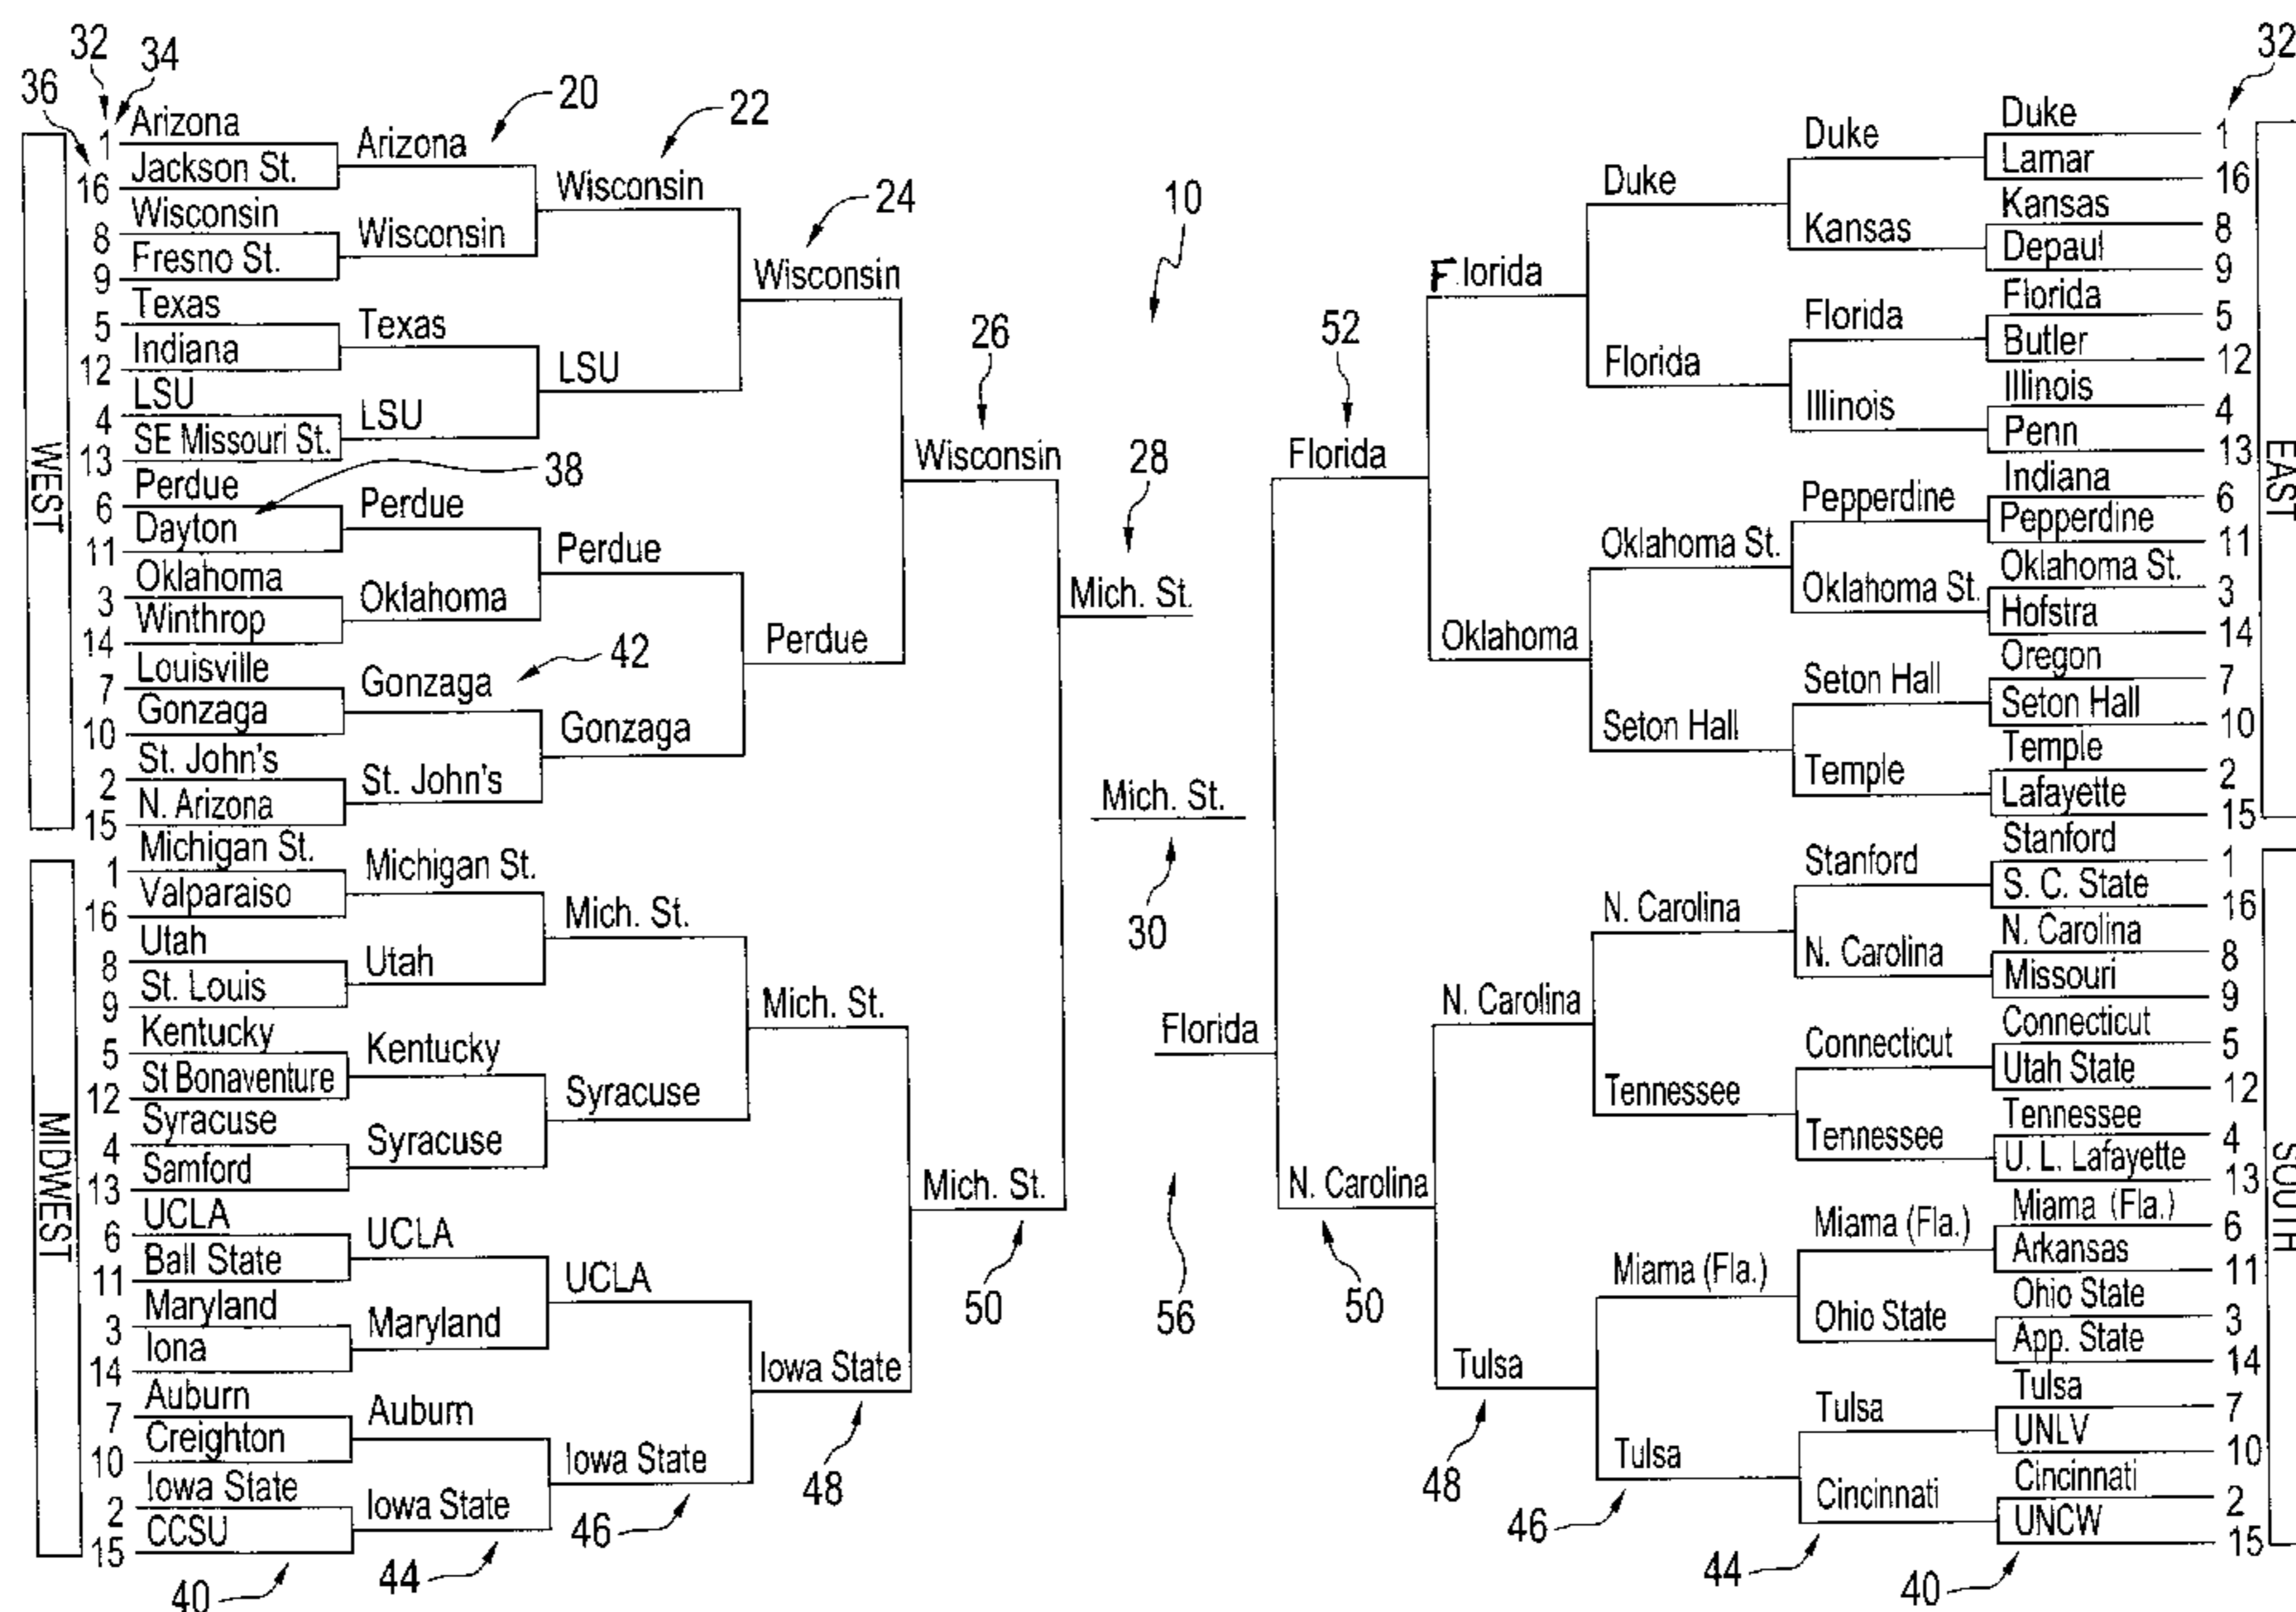 32
34
36
1 Arizona
16 Jackson St.
8 Wisconsin
9 Fresno St.
5 Texas
12 Indiana
4 LSU
13 SE Missouri St.
6 Perdue
11 Dayton
38
3 Oklahoma
14 Winthrop
7 Louisville
10 Gonzaga
2 St. John's
15 N. Arizona
WEST
1 Michigan St.
16 Valparaiso
8 Utah
9 St. Louis
5 Kentucky
12 St Bonaventure
4 Syracuse
13 Samford
6 UCLA
11 Ball State
3 Maryland
14 Iona
7 Auburn
10 Creighton
2 Iowa State
15 CCSU
MIDWEST
40
20
Arizona
Wisconsin
Texas
LSU
Perdue
Oklahoma
Gonzaga
42
St. John's
Michigan St.
Utah
Kentucky
Syracuse
UCLA
Maryland
Auburn
Iowa State
44
22
Wisconsin
LSU
Perdue
Gonzaga
Mich. St.
Syracuse
UCLA
Iowa State
46
24
Wisconsin
Perdue
Mich. St.
Iowa State
48
26
Wisconsin
Mich. St.
50
28
Mich. St.
10
Mich. St.
30
Florida
56
52
Florida
N. Carolina
50
Florida
Oklahoma
N. Carolina
Tulsa
48
Duke
Florida
Oklahoma St.
Seton Hall
N. Carolina
Tennessee
Miama (Fla.)
Tulsa
46
Duke
Kansas
Florida
Illinois
Pepperdine
Oklahoma St.
Seton Hall
Temple
Stanford
N. Carolina
Connecticut
Tennessee
Miama (Fla.)
Ohio State
Tulsa
Cincinnati
44
32
Duke 1
Lamar 16
Kansas 8
Depaul 9
Florida 5
Butler 12
Illinois 4
Penn 13
Indiana 6
Pepperdine 11
Oklahoma St. 3
Hofstra 14
Oregon 7
Seton Hall 10
Temple 2
Lafayette 15
EAST
Stanford 1
S. C. State 16
N. Carolina 8
Missouri 9
Connecticut 5
Utah State 12
Tennessee 4
U. L. Lafayette 13
Miama (Fla.) 6
Arkansas 11
Ohio State 3
App. State 14
Tulsa 7
UNLV 10
Cincinnati 2
UNCW 15
SOUTH
40